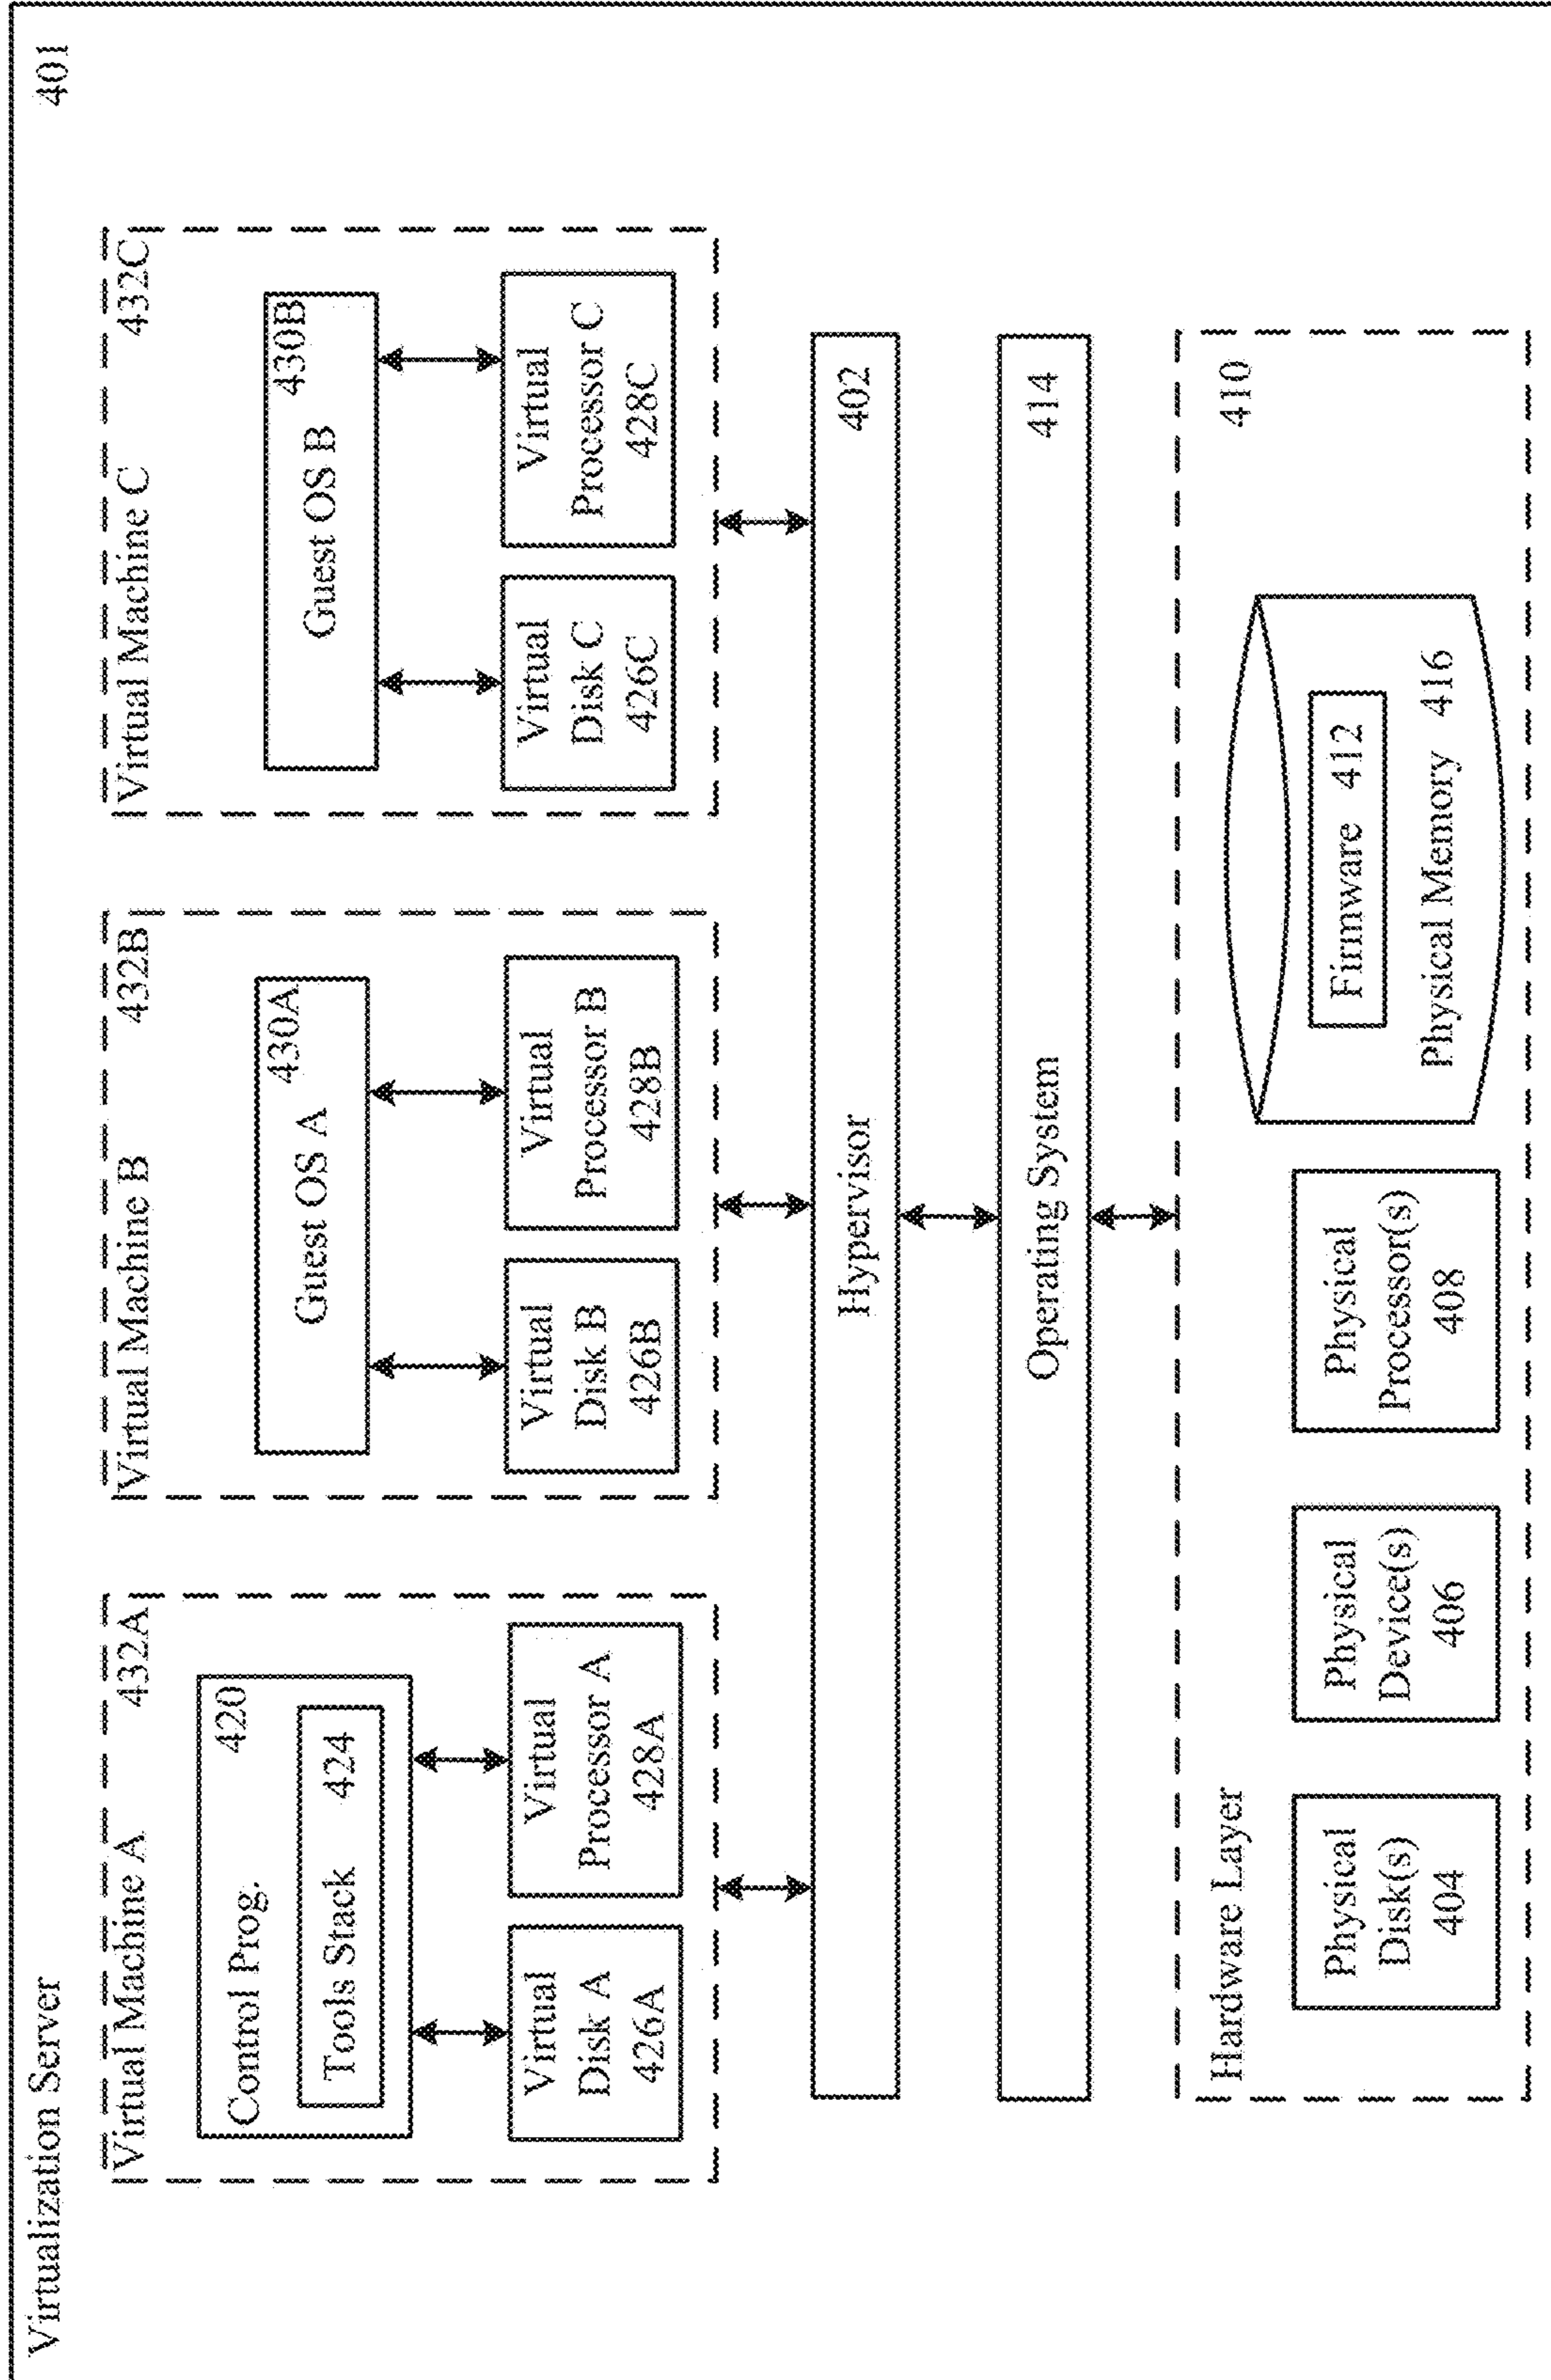 Virtualization Server
401
Virtual Machine A 432A
Control Prog. 420
Tools Stack 424
Virtual
Disk A
426A
Virtual
Processor A
428A
Virtual Machine B 432B
430A
Guest OS A
Virtual
Disk B
426B
Virtual
Processor B
428B
Virtual Machine C 432C
430B
Guest OS B
Virtual
Disk C
426C
Virtual
Processor C
428C
Hypervisor 402
Operating System 414
Hardware Layer 410
Physical
Disk(s)
404
Physical
Device(s)
406
Physical
Processor(s)
408
Firmware 412
Physical Memory 416